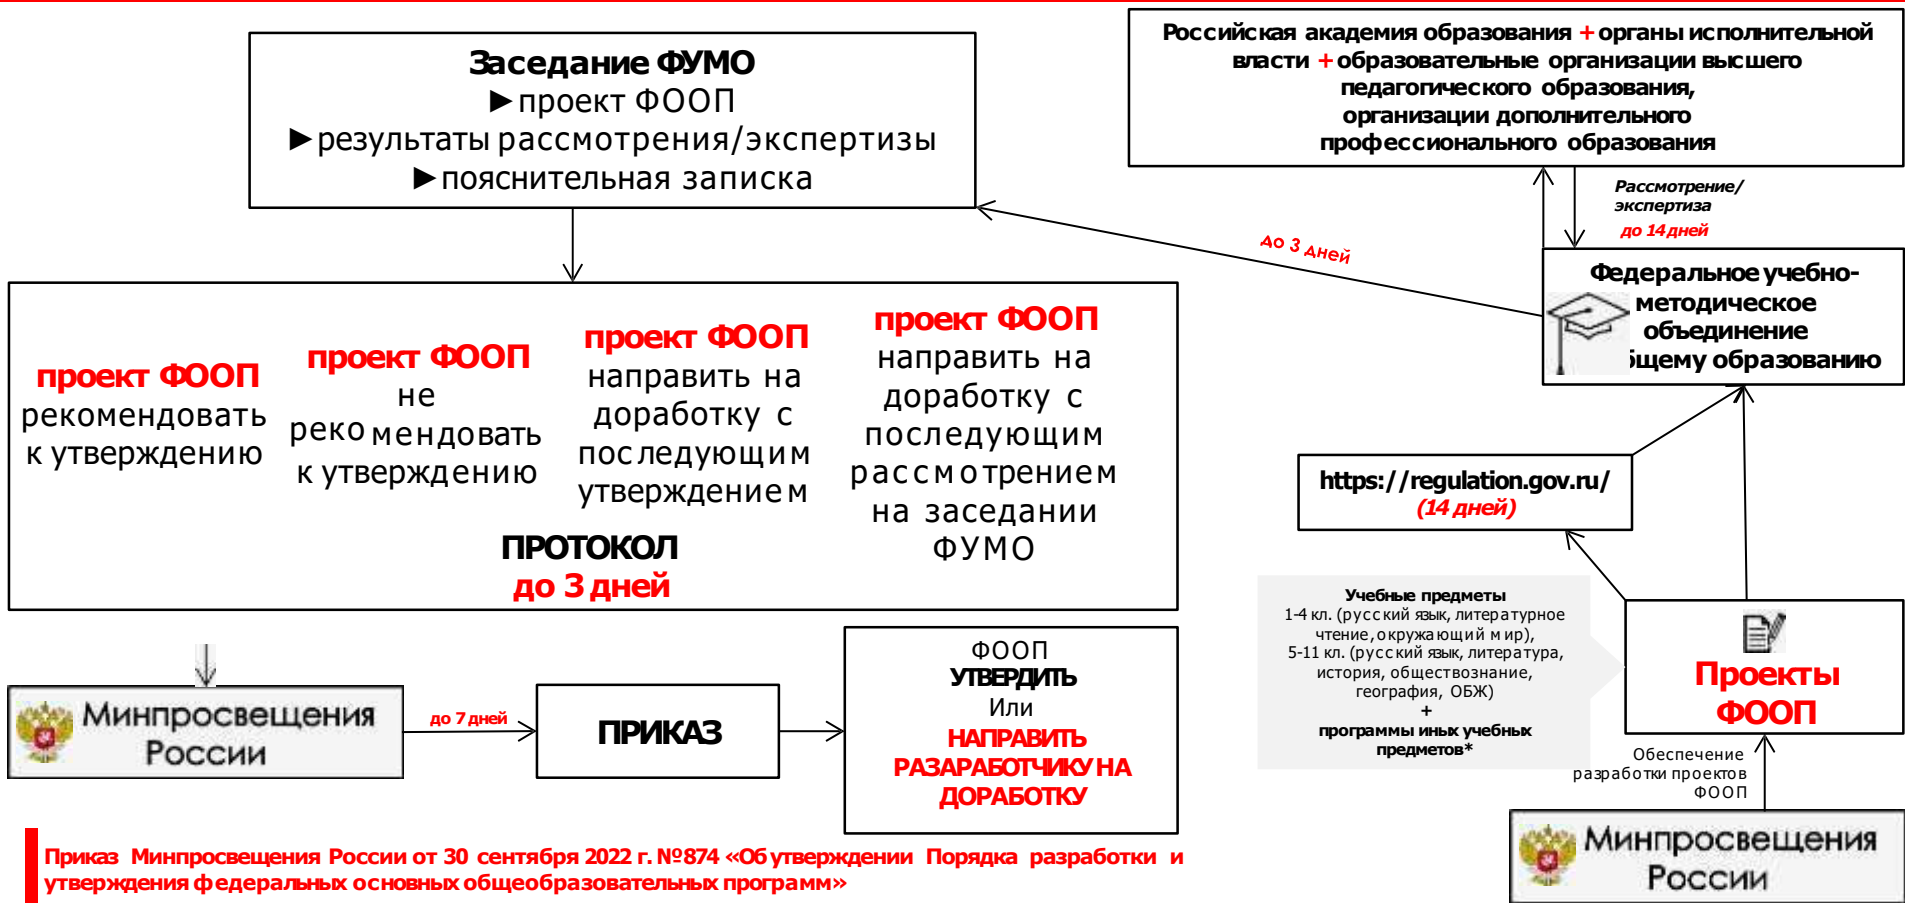 Заседание ФУМО
►проект ФООП
►результаты рассмотрения/экспертизы
►пояснительная записка
Российская академия образования + органы исполнительной
власти + образовательные организации высшего
педагогического образования,
организации дополнительного
профессионального образования
Рассмотрение/
экспертиза
до 14 дней
до 3 дней
Федеральное учебно-
методическое
объединение
бщему образованию
проект ФООП
рекомендовать
к утверждению
проект ФООП
не
рекомендовать
к утверждению
проект ФООП
направить на
доработку с
последующим
утверждением
проект ФООП
направить на
доработку с
последующим
рассмотрением
на заседании
ФУМО
ПРОТОКОЛ
до 3 дней
https://regulation.gov.ru/
(14 дней)
Учебные предметы
1-4 кл. (русский язык, литературное
чтение, окружающий мир),
5-11 кл. (русский язык, литература,
история, обществознание,
география, ОБЖ)
+
программы иных учебных
предметов*
Проекты
ФООП
Обеспечение
разработки проектов
ФООП
Минпросвещения
России
Минпросвещения
России
до 7 дней
ПРИКАЗ
ФООП
УТВЕРДИТЬ
Или
НАПРАВИТЬ
РАЗАРАБОТЧИКУ НА
ДОРАБОТКУ
Приказ Минпросвещения России от 30 сентября 2022 г. №874 «Об утверждении Порядка разработки и
утверждения федеральных основных общеобразовательных программ»